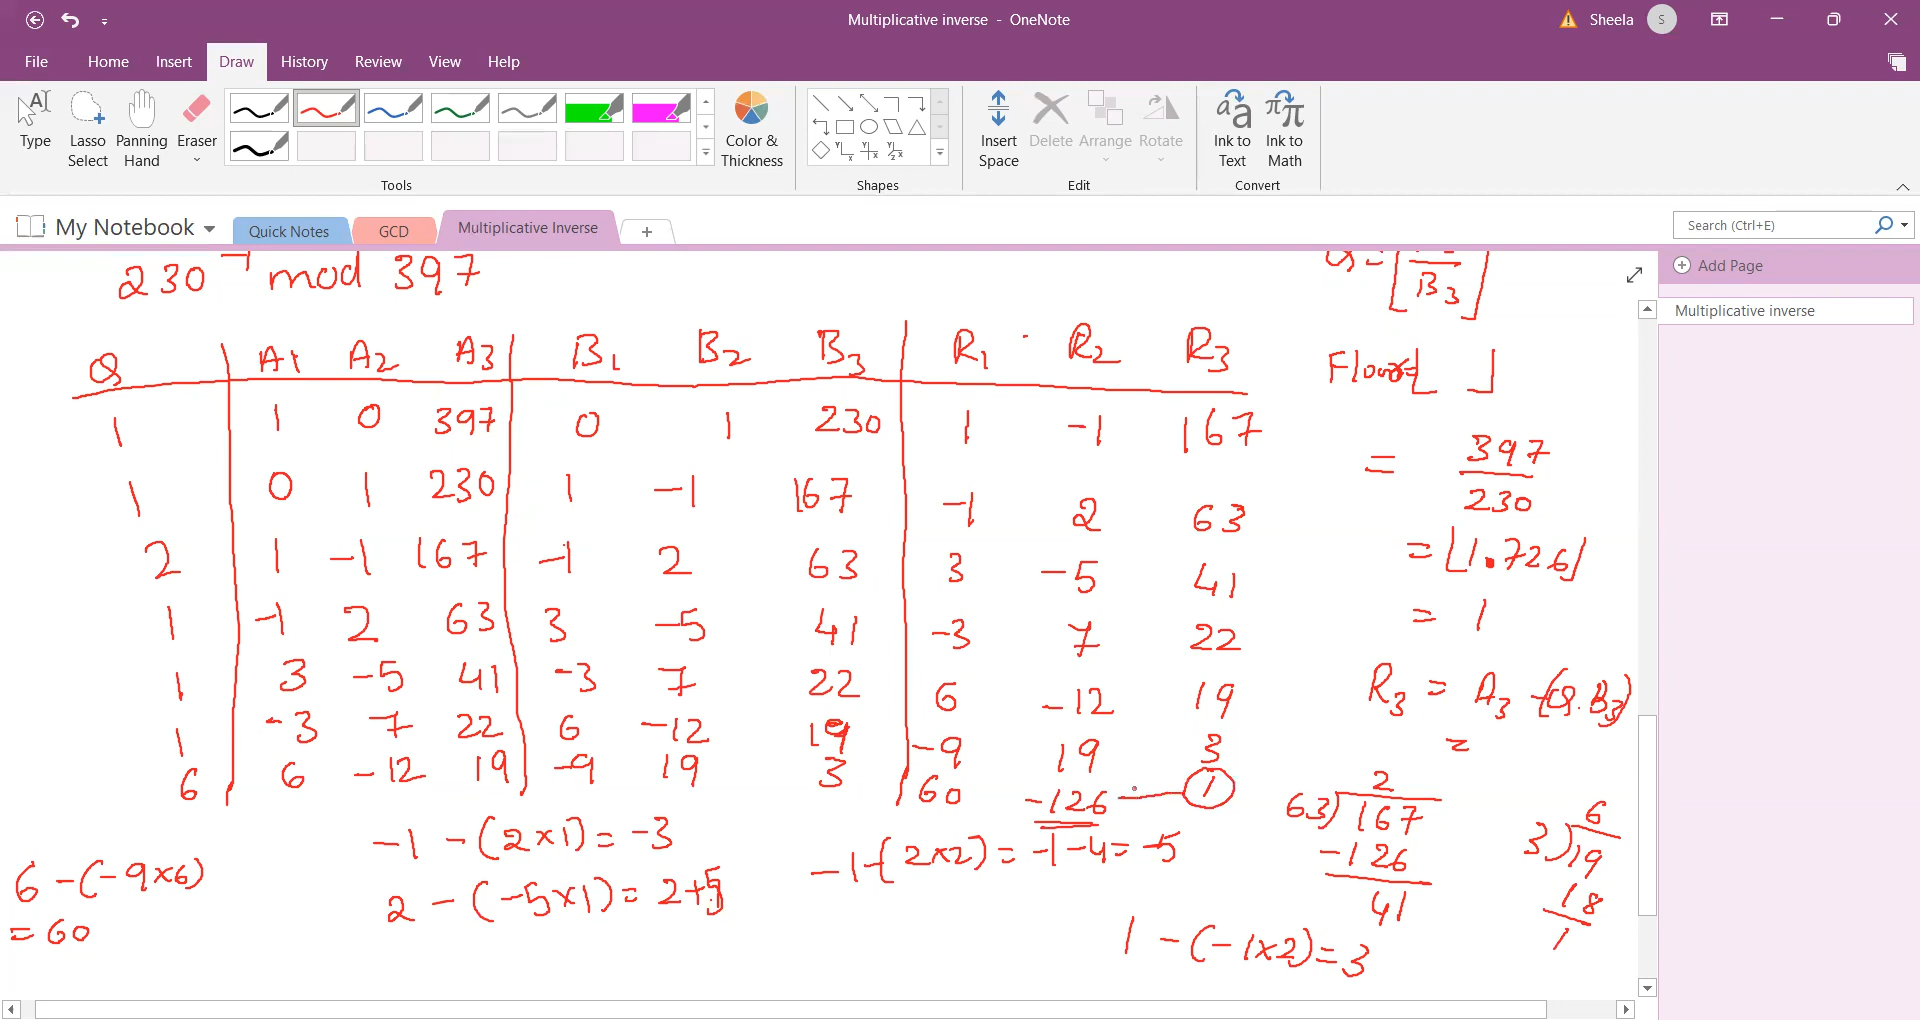 Multiplicative inverse - OneNote
Sheela
S
File Home Insert Draw History Review View Help
Type
Lasso Select
Panning Hand
Eraser
Color & Thickness
Insert Space
Delete
Arrange
Rotate
Ink to Text
Ink to Math
Tools
Shapes
Edit
Convert
My Notebook
Quick Notes
GCD
Multiplicative Inverse
Search (Ctrl+E)
Add Page
Multiplicative inverse
230⁻¹ mod 397
Q A1 A2 A3 B1 B2 B3 R1 R2 R3
1 1 0 397 0 1 230 1 -1 167
1 0 1 230 1 -1 167 -1 2 63
2 1 -1 167 -1 2 63 3 -5 41
1 -1 2 63 3 -5 41 -3 7 22
1 3 -5 41 -3 7 22 6 -12 19
1 -3 7 22 6 -12 19 -9 19 3
6 6 -12 19 -9 19 3 60 -126 1
-1 - (2×1) = -3
2 - (-5×1) = 2+5
6 - (-9×6)
= 60
-1-(2×2) = -1-4 = -5
1 - (-1×2) = 3
B3
Floor = ⌊ ⌋
= 397
230
= ⌊1.726⌋
= 1
R3 = A3 -(Q.B3)
=
2
63)167
-126
41
6
3)19
18
1